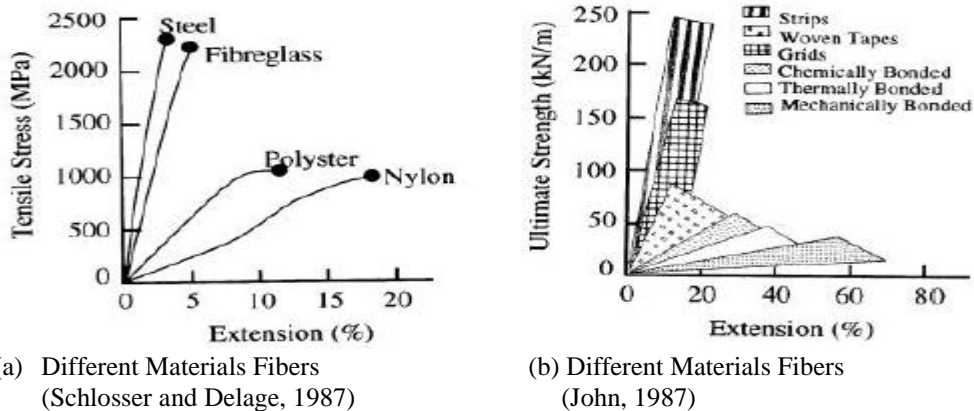 2500
2000
1500
1000
500
0
Tensile Stress (MPa)
Steel
Fibreglass
Polyster
Nylon
0 5 10 15 20
Extension (%)
a) Different Materials Fibers
(Schlosser and Delage, 1987)
250
200
150
100
50
0
Ultimate Strength (kN/m)
Strips
Woven Tapes
Grids
Chemically Bonded
Thermally Bonded
Mechanically Bonded
0 20 40 60 80
Extension (%)
(b) Different Materials Fibers
(John, 1987)